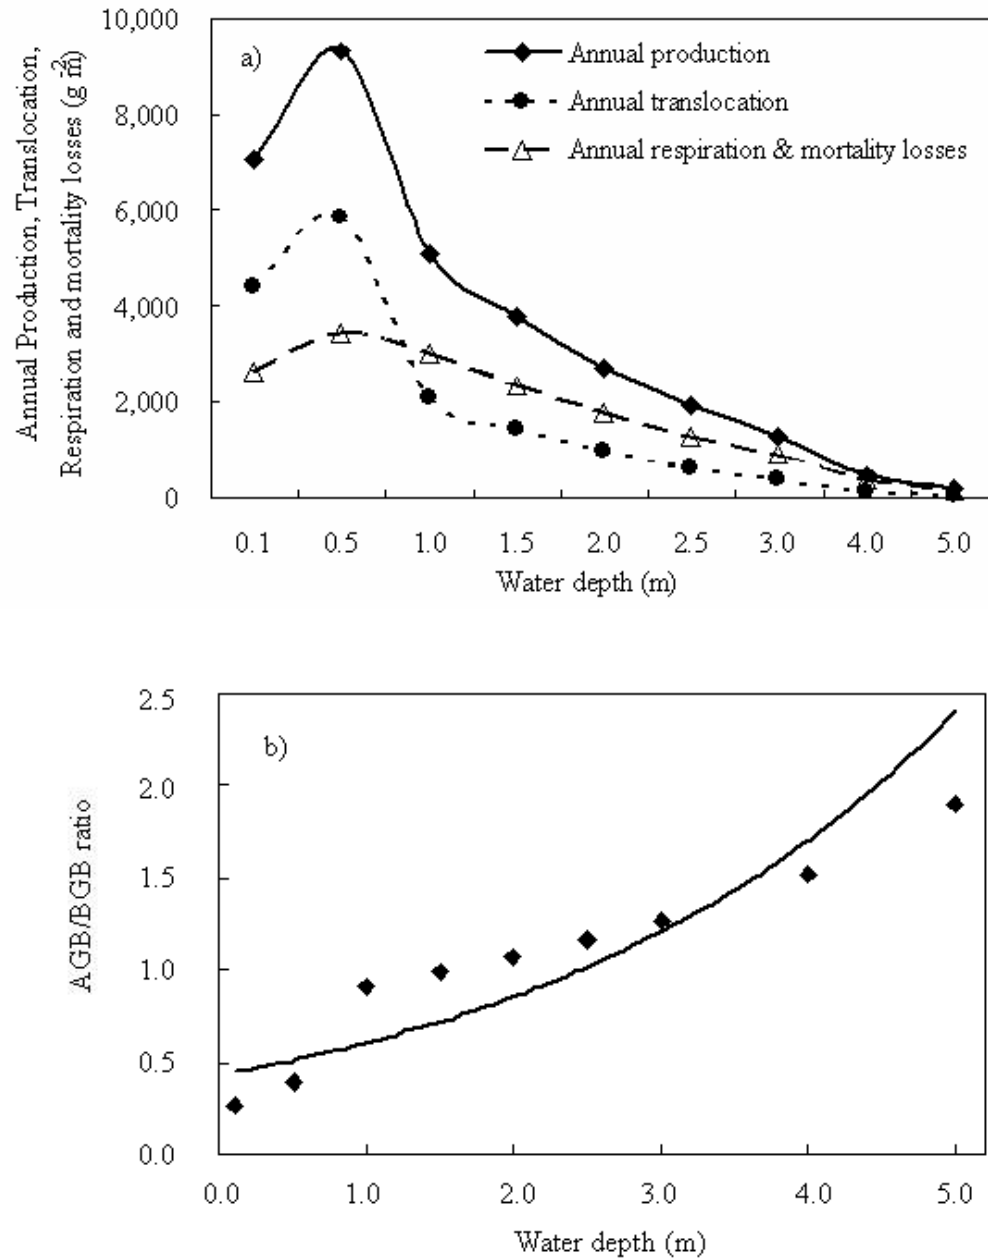 Annual Production, Translocation,
Respiration and mortality losses (g m⁻²)
10,000
8,000
6,000
4,000
2,000
0
a)
Annual production
Annual translocation
Annual respiration & mortality losses
0.1 0.5 1.0 1.5 2.0 2.5 3.0 4.0 5.0
Water depth (m)
AGB/BGB ratio
2.5
2.0
1.5
1.0
0.5
0.0
b)
0.0 1.0 2.0 3.0 4.0 5.0
Water depth (m)